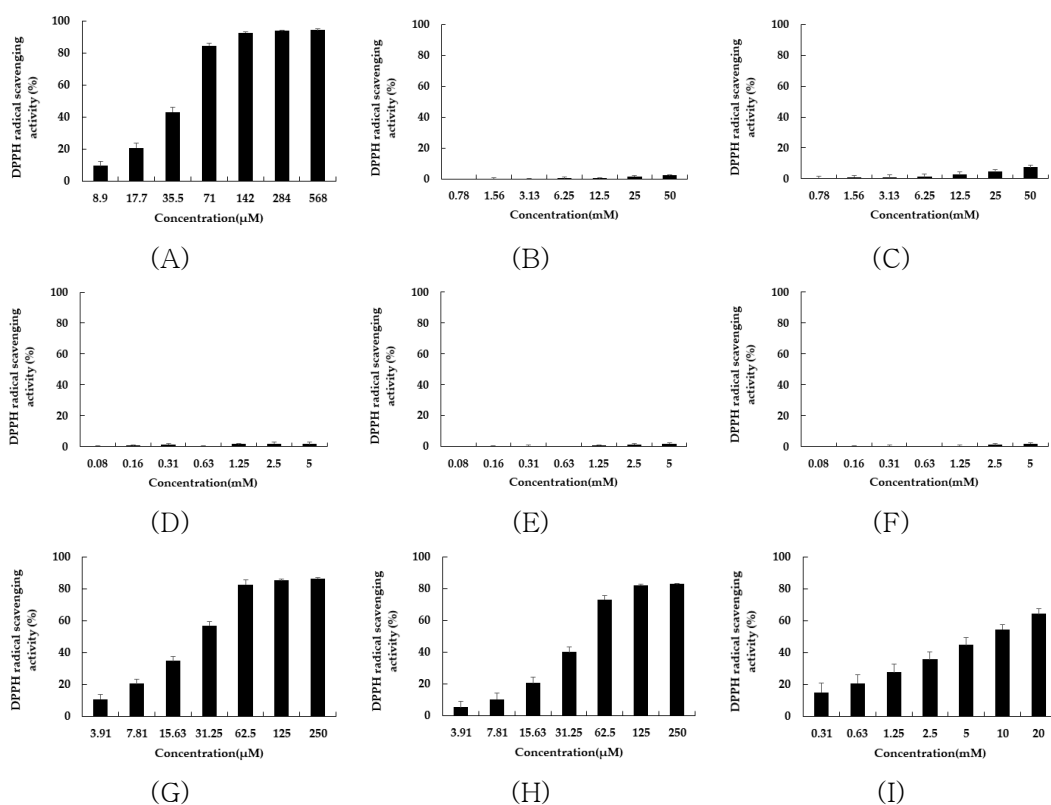 DPPH radical scavenging
activity (%)
100
80
60
40
20
0
8.9 17.7 35.5 71 142 284 568
Concentration(μM)
(A)
DPPH radical scavenging
activity (%)
100
80
60
40
20
0
0.78 1.56 3.13 6.25 12.5 25 50
Concentration(mM)
(B)
DPPH radical scavenging
activity (%)
100
80
60
40
20
0
0.78 1.56 3.13 6.25 12.5 25 50
Concentration(mM)
(C)
DPPH radical scavenging
activity (%)
100
80
60
40
20
0
0.08 0.16 0.31 0.63 1.25 2.5 5
Concentration(mM)
(D)
DPPH radical scavenging
activity (%)
100
80
60
40
20
0
0.08 0.16 0.31 0.63 1.25 2.5 5
Concentration(mM)
(E)
DPPH radical scavenging
activity (%)
100
80
60
40
20
0
0.08 0.16 0.31 0.63 1.25 2.5 5
Concentration(mM)
(F)
DPPH radical scavenging
activity (%)
100
80
60
40
20
0
3.91 7.81 15.63 31.25 62.5 125 250
Concentration(μM)
(G)
DPPH radical scavenging
activity (%)
100
80
60
40
20
0
3.91 7.81 15.63 31.25 62.5 125 250
Concentration(μM)
(H)
DPPH radical scavenging
activity (%)
100
80
60
40
20
0
0.31 0.63 1.25 2.5 5 10 20
Concentration(mM)
(I)